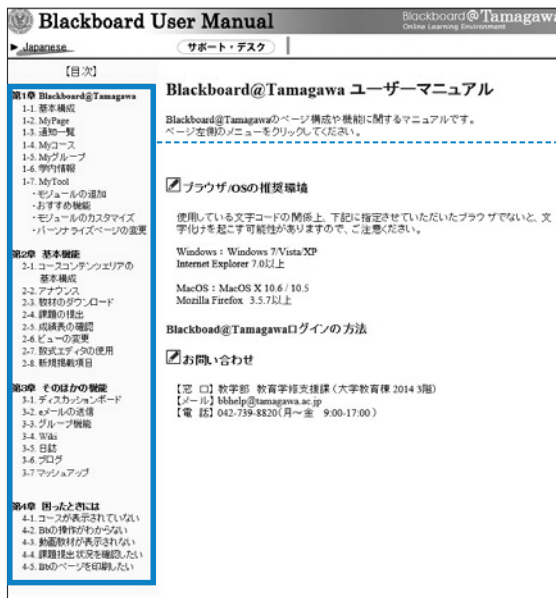 Blackboard User Manual
Blackboard@Tamagawa
Online Learning Environment
▶ Japanese
サポート・デスク
【目次】
第1章 Blackboard@Tamagawa
1-1. 基本構成
1-2. MyPage
1-3. 通知一覧
1-4. Myコース
1-5. Myグループ
1-6. 学内情報
1-7. MyTool
・モジュールの追加
・おすすめ機能
・モジュールのカスタマイズ
・パーソナライズページの変更
第2章 基本機能
2-1. コースコンテンツエリアの
基本構成
2-2. アナウンス
2-3. 教材のダウンロード
2-4. 課題の提出
2-5. 成績表の確認
2-6. ビューの変更
2-7. 数式エディタの使用
2-8. 新規掲載項目
第3章 そのほかの機能
3-1. ディスカッションボード
3-2. eメールの送信
3-3. グループ機能
3-4. Wiki
3-5. 日誌
3-6. ブログ
3-7 マッシュアップ
第4章 困ったときには
4-1. コースが表示されていない
4-2. Bbの操作がわからない
4-3. 動画教材が表示されない
4-4. 課題提出状況を確認したい
4-5. Bbのページを印刷したい
Blackboard@Tamagawa ユーザーマニュアル
Blackboard@Tamagawaのページ構成や機能に関するマニュアルです。
ページ左側のメニューをクリックしてください。
ブラウザ/OSの推奨環境
使用している文字コードの関係上、下記に指定させていただいたブラウザでないと、文
字化けを起こす可能性がありますので、ご注意ください。
Windows : Windows 7/Vista/XP
Internet Explorer 7.0以上
MacOS : MacOS X 10.6 / 10.5
Mozilla Firefox 3.5.7以上
Blackboad@Tamagawaログインの方法
お問い合わせ
【窓 口】教学部 教育学修支援課（大学教育棟 2014 3階）
【メール】bbhelp@tamagawa.ac.jp
【電 話】042-739-8820（月～金 9:00-17:00）